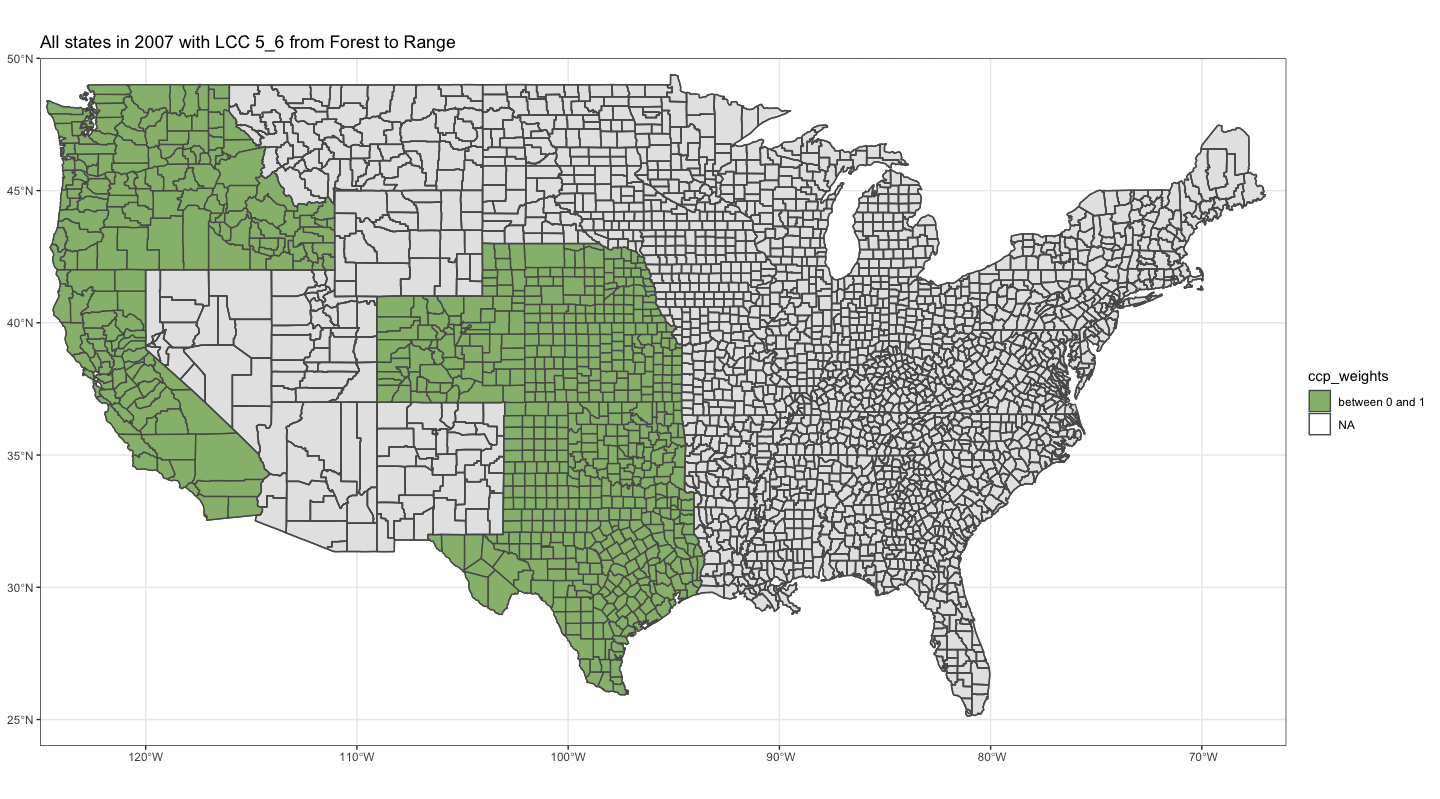 All states in 2007 with LCC 5_6 from Forest to Range
50°N
45°N
40°N
35°N
30°N
25°N
120°W 110°W 100°W 90°W 80°W 70°W
ccp_weights
between 0 and 1
NA